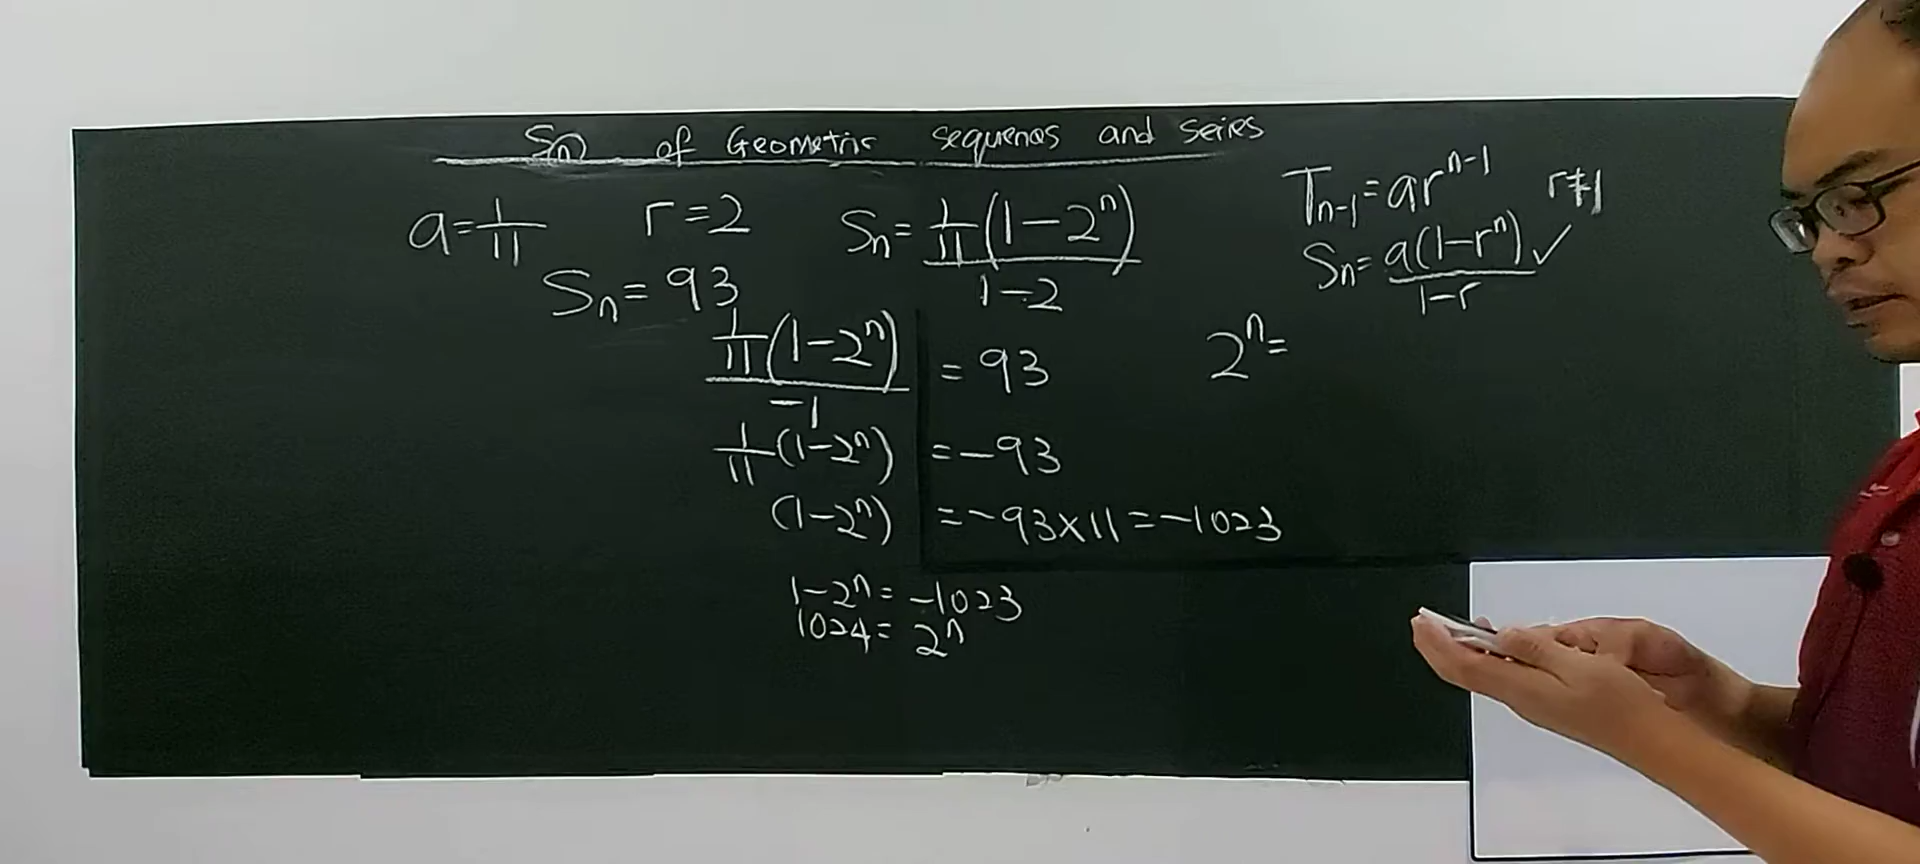 Sn of Geometric sequences and series
a = 1/11 r = 2 Sn = 1/11 (1 - 2^n) / 1 - 2
Sn = 93
T_{n-1} = ar^{n-1} r ≠ 1
Sn = a(1 - r^n) / 1 - r ✓
1/11 (1 - 2^n) / -1 = 93
1/11 (1 - 2^n) = -93
(1 - 2^n) = -93 × 11 = -1023
1 - 2^n = -1023
1024 = 2^n
2^n =